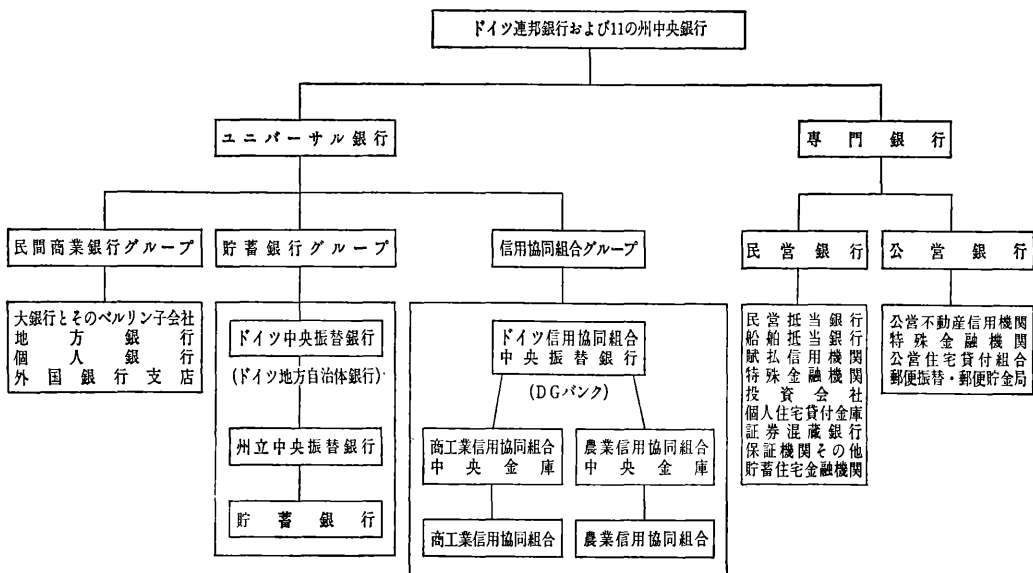 ドイツ連邦銀行および11の州中央銀行
ユニバーサル銀行
専門銀行
民間商業銀行グループ
貯蓄銀行グループ
信用協同組合グループ
民営銀行
公営銀行
大銀行とそのベルリン子会社
地方銀行
個人銀行
外国銀行支店
ドイツ中央振替銀行
(ドイツ地方自治体銀行)
州立中央振替銀行
貯蓄銀行
ドイツ信用協同組合
中央振替銀行
(DGバンク)
商工業信用協同組合
中央金庫
農業信用協同組合
中央金庫
商工業信用協同組合
農業信用協同組合
民営抵当銀行
船舶抵当銀行
賦払信用機関
特殊金融機関
投資会社
個人住宅貸付金庫
証券混蔵銀行
保証機関その他
貯蓄住宅金融機関
公営不動産信用機関
特殊金融機関
公営住宅貸付組合
郵便振替・郵便貯金局